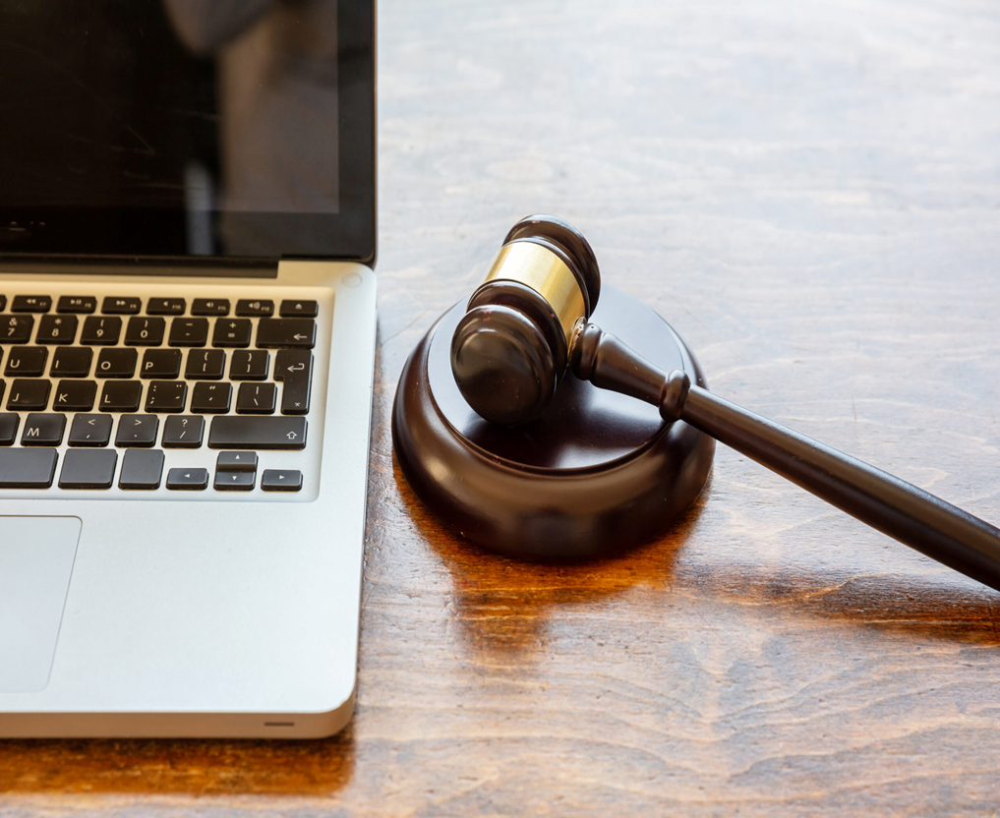 & 7 * 8 ( 9 ) 0 _ - + =
U I O P { [ } ]
J K L : ; " ' | \
M < , > . ? /